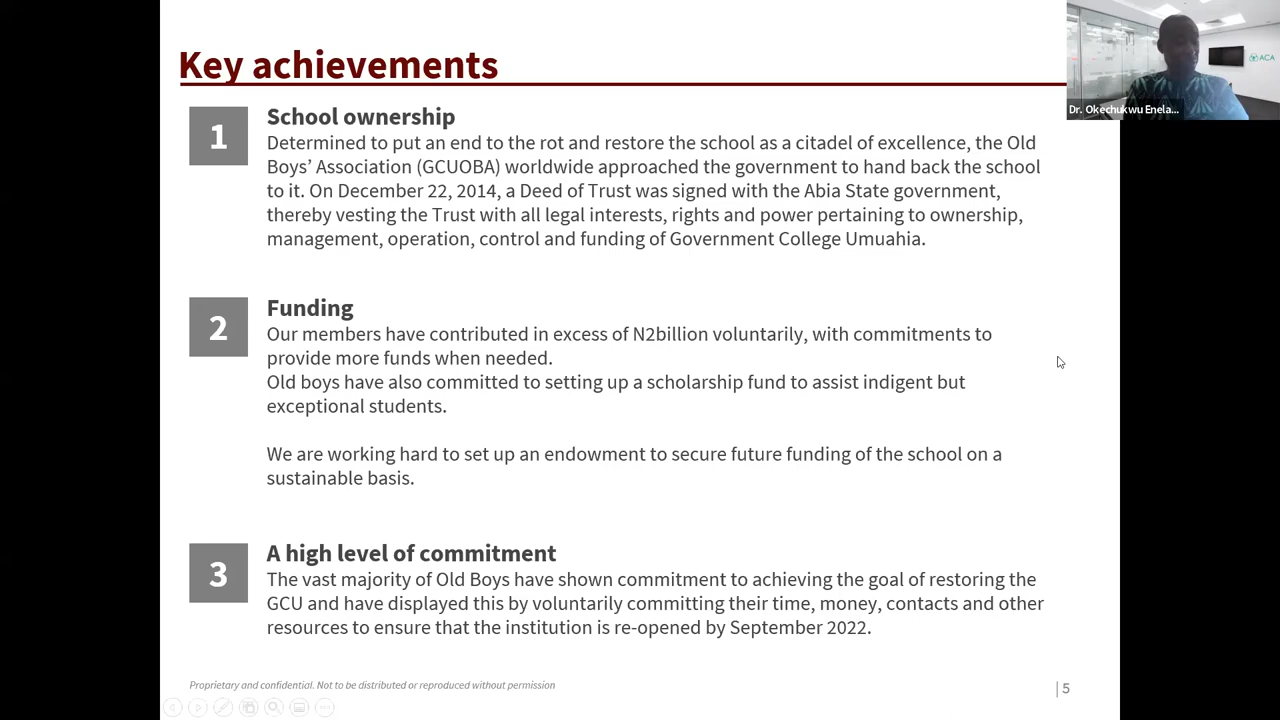 Key achievements
ACA
Dr. Okechukwu Enela...
1
School ownership
Determined to put an end to the rot and restore the school as a citadel of excellence, the Old
Boys’ Association (GCUOBA) worldwide approached the government to hand back the school
to it. On December 22, 2014, a Deed of Trust was signed with the Abia State government,
thereby vesting the Trust with all legal interests, rights and power pertaining to ownership,
management, operation, control and funding of Government College Umuahia.
2
Funding
Our members have contributed in excess of N2billion voluntarily, with commitments to
provide more funds when needed.
Old boys have also committed to setting up a scholarship fund to assist indigent but
exceptional students.
We are working hard to set up an endowment to secure future funding of the school on a
sustainable basis.
3
A high level of commitment
The vast majority of Old Boys have shown commitment to achieving the goal of restoring the
GCU and have displayed this by voluntarily committing their time, money, contacts and other
resources to ensure that the institution is re-opened by September 2022.
Proprietary and confidential. Not to be distributed or reproduced without permission
| 5